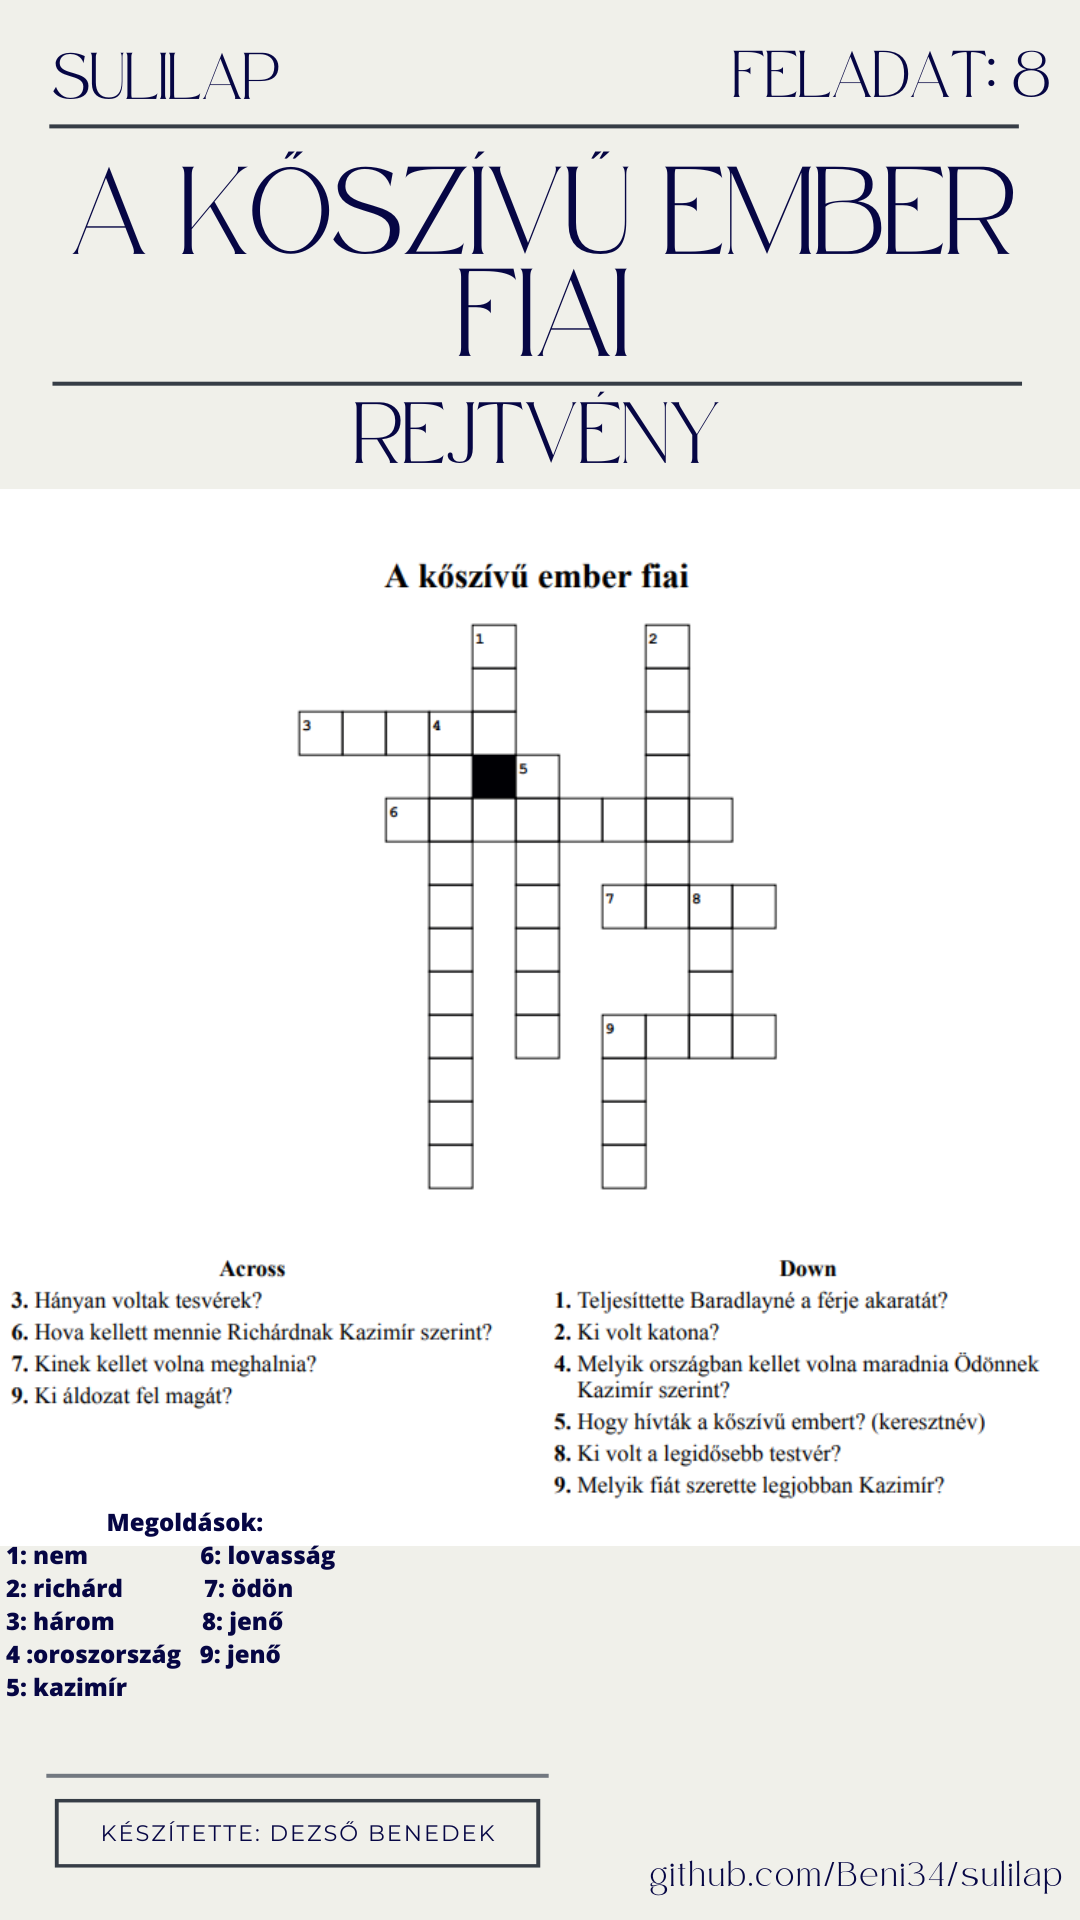 SULILAP
FELADAT: 8
A KŐSZÍVŰ EMBER
FIAI
REJTVÉNY
A kőszívű ember fiai
1
2
3
4
5
6
7
8
9
Across
3. Hányan voltak tesvérek?
6. Hova kellett mennie Richárdnak Kazimír szerint?
7. Kinek kellet volna meghalnia?
9. Ki áldozat fel magát?
Down
1. Teljesíttette Baradlayné a férje akaratát?
2. Ki volt katona?
4. Melyik országban kellet volna maradnia Ödönnek
Kazimír szerint?
5. Hogy hívták a kőszívű embert? (keresztnév)
8. Ki volt a legidősebb testvér?
9. Melyik fiát szerette legjobban Kazimír?
Megoldások:
1: nem 6: lovasság
2: richárd 7: ödön
3: három 8: jenő
4 :oroszország 9: jenő
5: kazimír
KÉSZÍTETTE: DEZSŐ BENEDEK
github.com/Beni34/sulilap